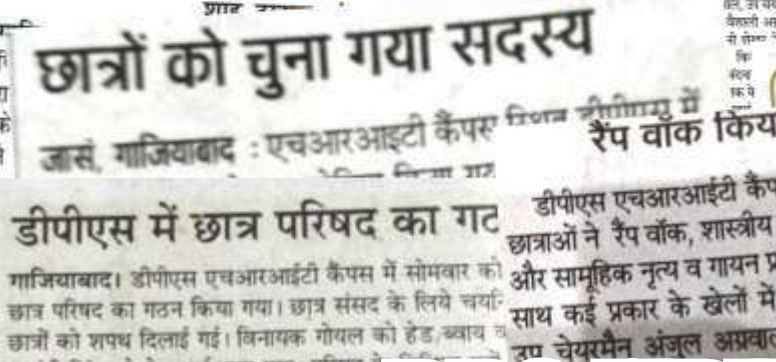 छात्रों को चुना गया सदस्य
जासं, गाजियाबाद : एचआरआइटी कैंपस स्थित डीपीएस में
डीपीएस में छात्र परिषद का गठ
गाजियाबाद। डीपीएस एचआरआईटी कैंपस में सोमवार को
छात्र परिषद का गठन किया गया। छात्र संसद के लिये चयनि
छात्रों को शपथ दिलाई गई। विनायक गोयल को हेड ब्वाय
रैंप वॉक किय
डीपीएस एचआरआईटी कैंप
छात्राओं ने रैंप वॉक, शास्त्रीय
और सामूहिक नृत्य व गायन प्र
साथ कई प्रकार के खेलों में
उप चेयरमैन अंजुल अग्रवाल